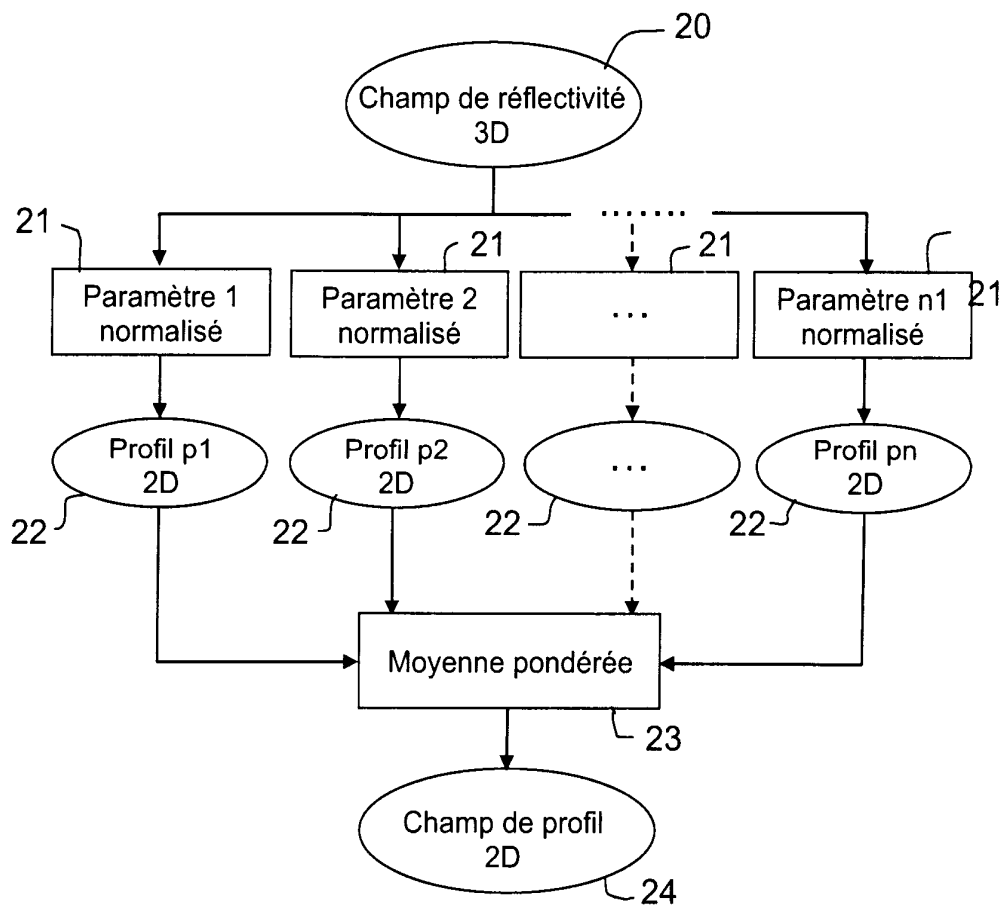 20
Champ de réflectivité
3D
.......
21
21
21
21
Paramètre 1
normalisé
Paramètre 2
normalisé
...
Paramètre n1
normalisé
Profil p1
2D
Profil p2
2D
...
Profil pn
2D
22
22
22
22
Moyenne pondérée
23
Champ de profil
2D
24